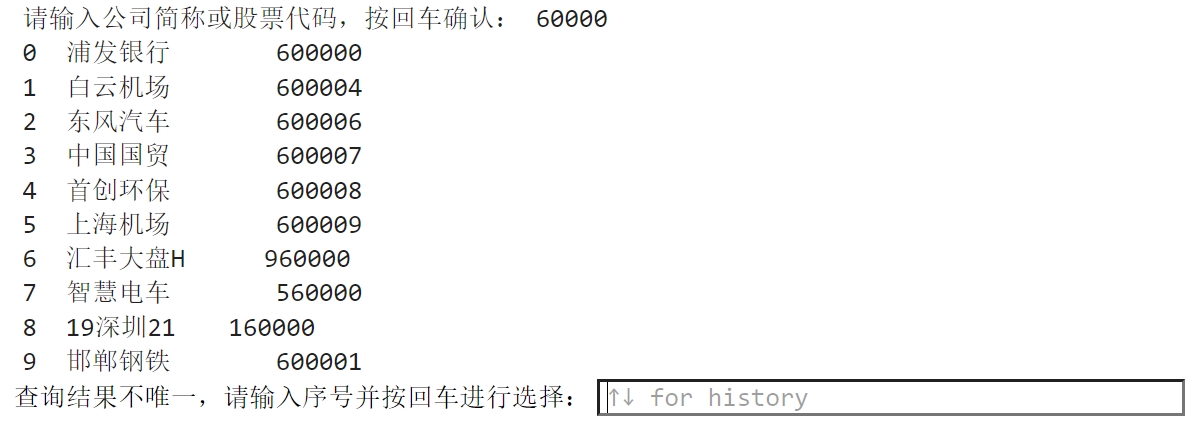 请输入公司简称或股票代码，按回车确认： 60000
0 浦发银行 600000
1 白云机场 600004
2 东风汽车 600006
3 中国国贸 600007
4 首创环保 600008
5 上海机场 600009
6 汇丰大盘H 960000
7 智慧电车 560000
8 19深圳21 160000
9 邯郸钢铁 600001
查询结果不唯一，请输入序号并按回车进行选择： ↑↓ for history